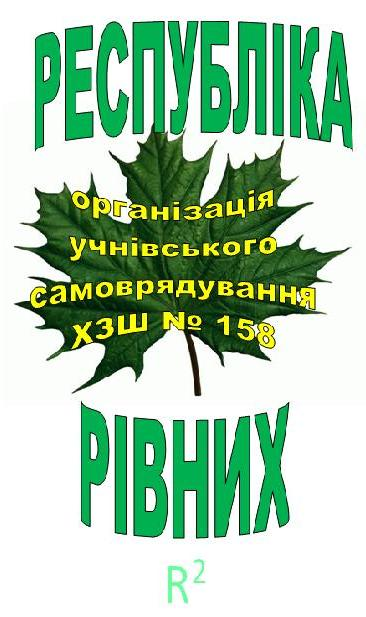 РЕСПУБЛІКА
організація
учнівського
самоврядування
ХЗШ № 158
РІВНИХ
R²